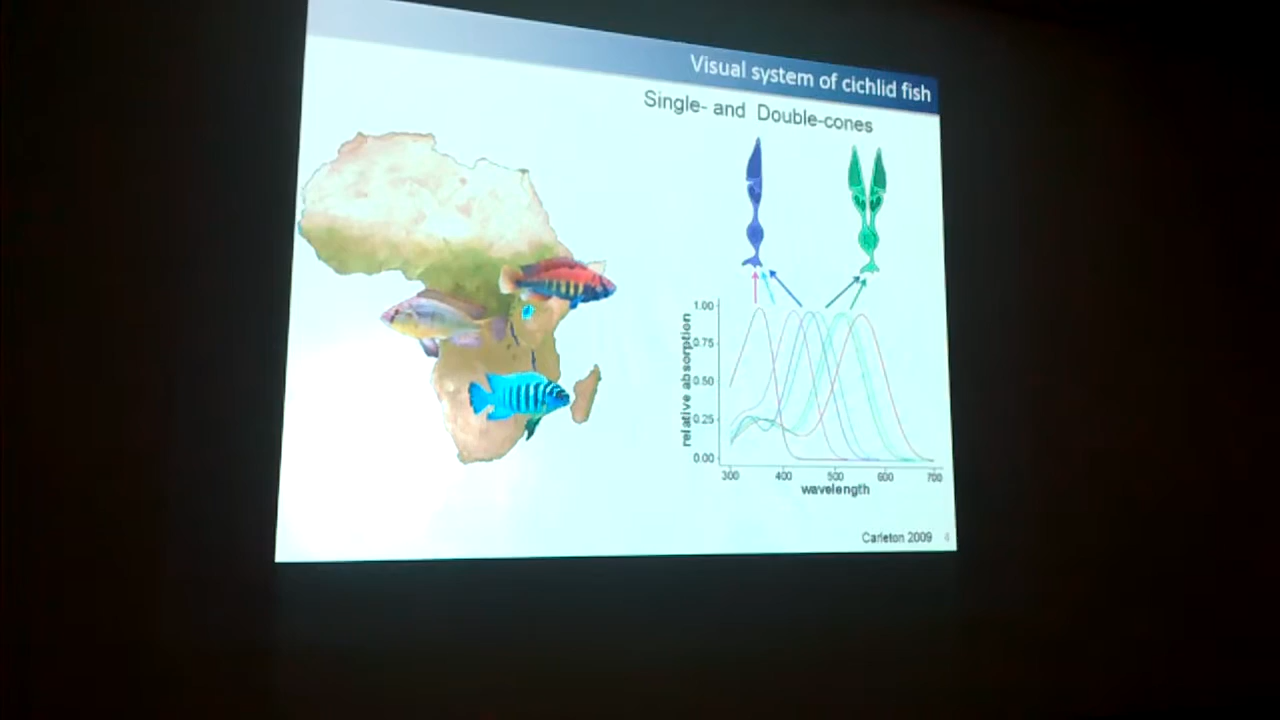 Visual system of cichlid fish
Single- and Double-cones
1.00
0.75
0.50
0.25
0.00
relative absorption
300 400 500 600 700
wavelength
Carleton 2009 4